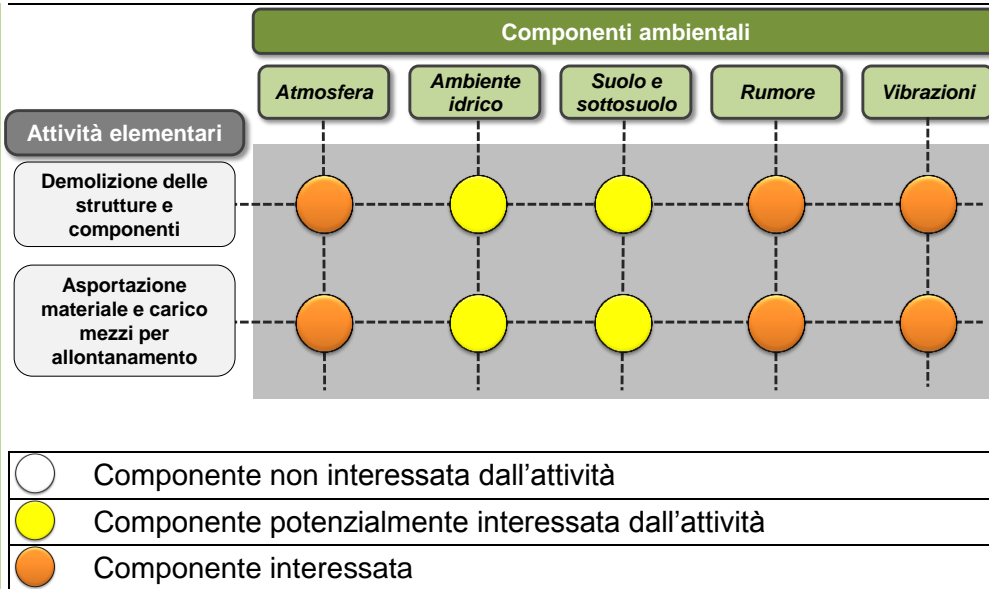 Componenti ambientali
Atmosfera
Ambiente
idrico
Suolo e
sottosuolo
Rumore
Vibrazioni
Attività elementari
Demolizione delle
strutture e
componenti
Asportazione
materiale e carico
mezzi per
allontanamento
Componente non interessata dall'attività
Componente potenzialmente interessata dall'attività
Componente interessata